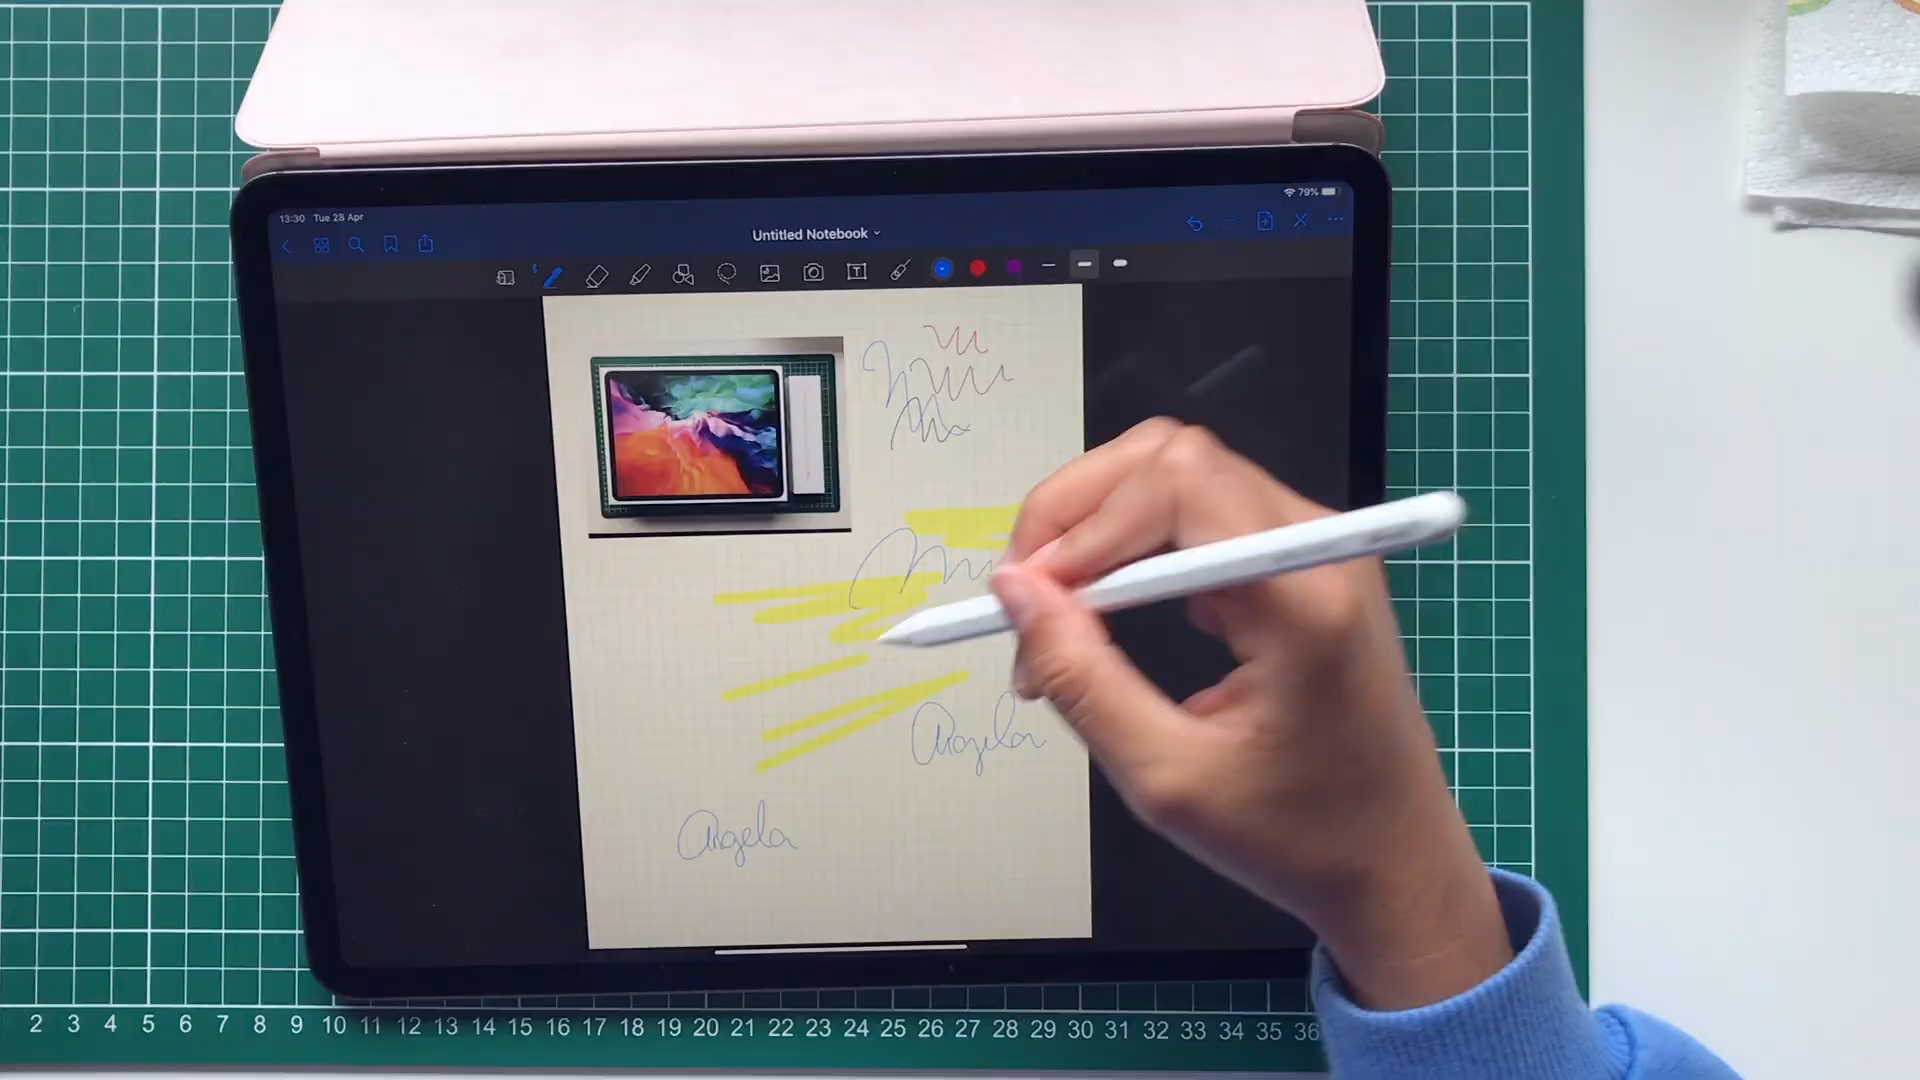 79%
13:30 Tue 28 Apr
Untitled Notebook
T
Angela
Angela
2 3 4 5 6 7 8 9 10 11 12 13 14 15 16 17 18 19 20 21 22 23 24 25 26 27 28 29 30 31 32 33 34 35 36